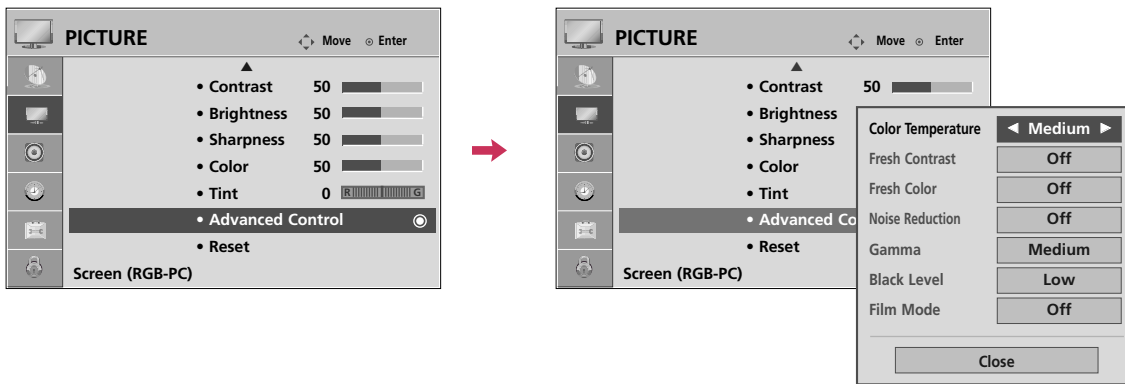 PICTURE
Move Enter
• Contrast 50
• Brightness 50
• Sharpness 50
• Color 50
• Tint 0 R G
• Advanced Control
• Reset
Screen (RGB-PC)
PICTURE
Move Enter
• Contrast 50
• Brightness
• Sharpness
• Color
• Tint
• Advanced Co
• Reset
Screen (RGB-PC)
Color Temperature ◄ Medium ►
Fresh Contrast Off
Fresh Color Off
Noise Reduction Off
Gamma Medium
Black Level Low
Film Mode Off
Close